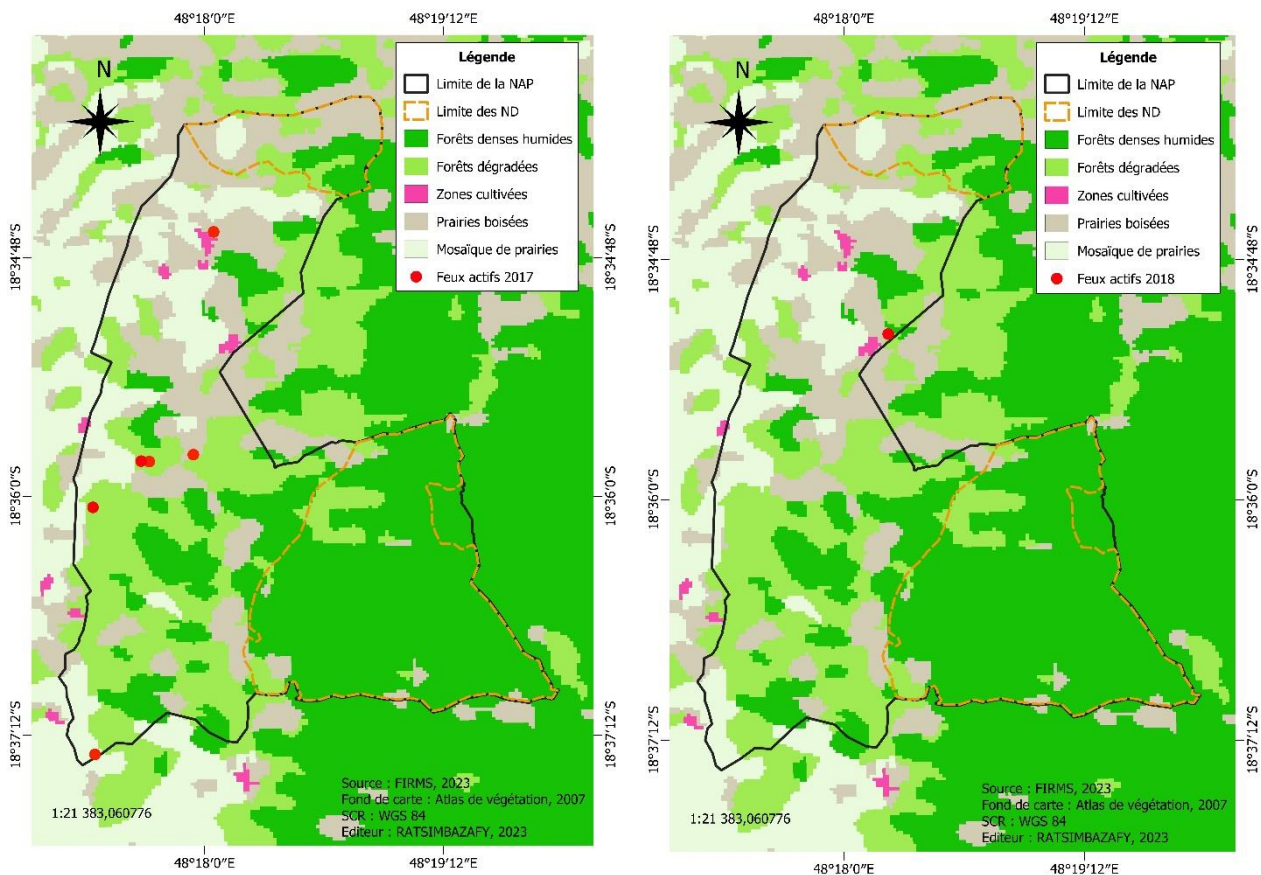 48°18'0"E
48°19'12"E
N
Légende
Limite de la NAP
Limite des ND
Forêts denses humides
Forêts dégradées
Zones cultivées
Prairies boisées
Mosaïque de prairies
Feux actifs 2017
18°34'48"S
18°34'48"S
18°36'0"S
18°36'0"S
18°37'12"S
18°37'12"S
Source : FIRMS, 2023
Fond de carte : Atlas de végétation, 2007
SCR : WGS 84
Editeur : RATSIMBAZAFY, 2023
1:21 383,060776
48°18'0"E
48°19'12"E
48°18'0"E
48°19'12"E
N
Légende
Limite de la NAP
Limite des ND
Forêts denses humides
Forêts dégradées
Zones cultivées
Prairies boisées
Mosaïque de prairies
Feux actifs 2018
18°34'48"S
18°34'48"S
18°36'0"S
18°36'0"S
18°37'12"S
18°37'12"S
Source : FIRMS, 2023
Fond de carte : Atlas de végétation, 2007
SCR : WGS 84
Editeur : RATSIMBAZAFY, 2023
1:21 383,060776
48°18'0"E
48°19'12"E